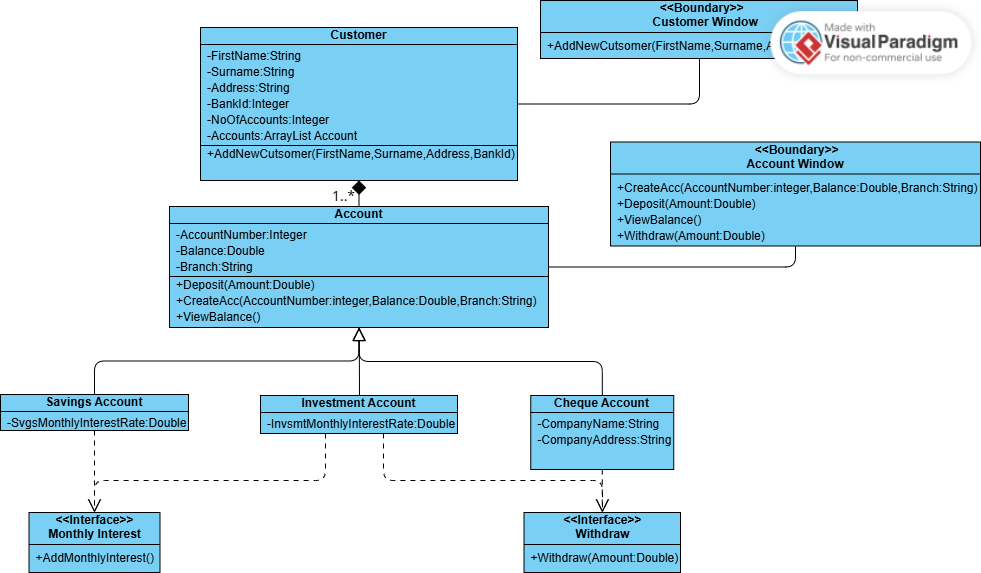 <<Boundary>>
Customer Window
+AddNewCutsomer(FirstName,Surname,
Made with
VisualParadigm
For non-commercial use
Customer
-FirstName:String
-Surname:String
-Address:String
-BankId:Integer
-NoOfAccounts:Integer
-Accounts:ArrayList Account
+AddNewCutsomer(FirstName,Surname,Address,BankId)
<<Boundary>>
Account Window
+CreateAcc(AccountNumber:integer,Balance:Double,Branch:String)
+Deposit(Amount:Double)
+ViewBalance()
+Withdraw(Amount:Double)
1..*
Account
-AccountNumber:Integer
-Balance:Double
-Branch:String
+Deposit(Amount:Double)
+CreateAcc(AccountNumber:integer,Balance:Double,Branch:String)
+ViewBalance()
Savings Account
-SvgsMonthlyInterestRate:Double
Investment Account
-InvsmtMonthlyInterestRate:Double
Cheque Account
-CompanyName:String
-CompanyAddress:String
<<Interface>>
Monthly Interest
+AddMonthlyInterest()
<<Interface>>
Withdraw
+Withdraw(Amount:Double)